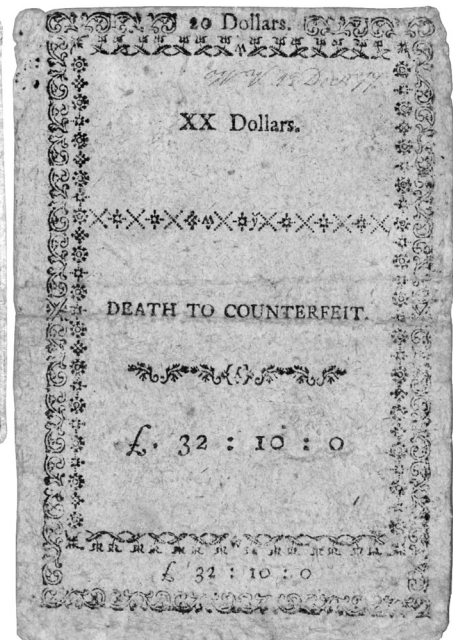 20 Dollars.
XX Dollars.
DEATH TO COUNTERFEIT.
£. 32 : 10 : 0
£ 32 : 10 : 0